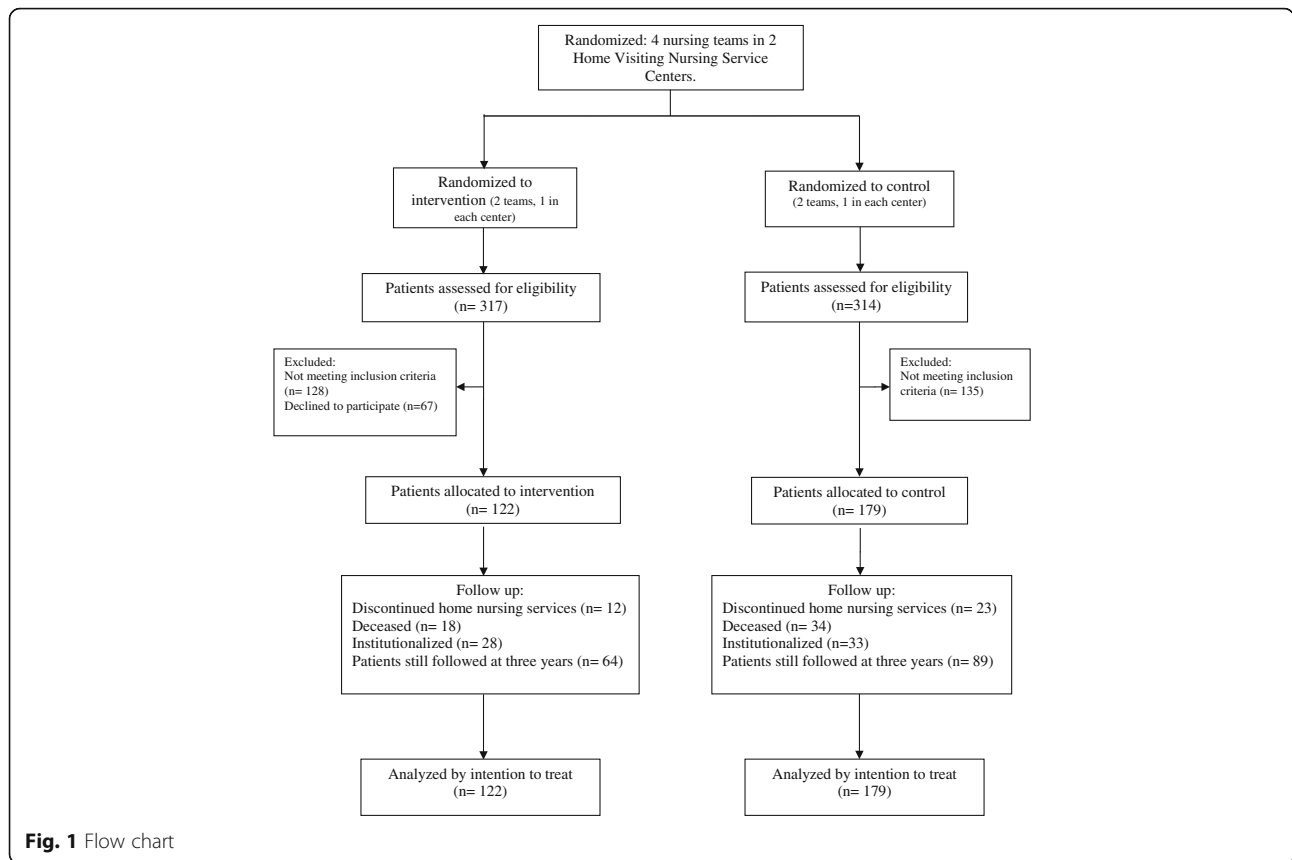 Randomized: 4 nursing teams in 2
Home Visiting Nursing Service
Centers.
Randomized to
intervention (2 teams, 1 in
each center)
Randomized to control
(2 teams, 1 in each center)
Patients assessed for eligibility
(n= 317)
Patients assessed for eligibility
(n=314)
Excluded:
Not meeting inclusion criteria
(n= 128)
Declined to participate (n=67)
Excluded:
Not meeting inclusion
criteria (n= 135)
Patients allocated to intervention
(n= 122)
Patients allocated to control
(n= 179)
Follow up:
Discontinued home nursing services (n= 12)
Deceased (n= 18)
Institutionalized (n= 28)
Patients still followed at three years (n= 64)
Follow up:
Discontinued home nursing services (n= 23)
Deceased (n= 34)
Institutionalized (n=33)
Patients still followed at three years (n= 89)
Analyzed by intention to treat
(n= 122)
Analyzed by intention to treat
(n= 179)
Fig. 1 Flow chart